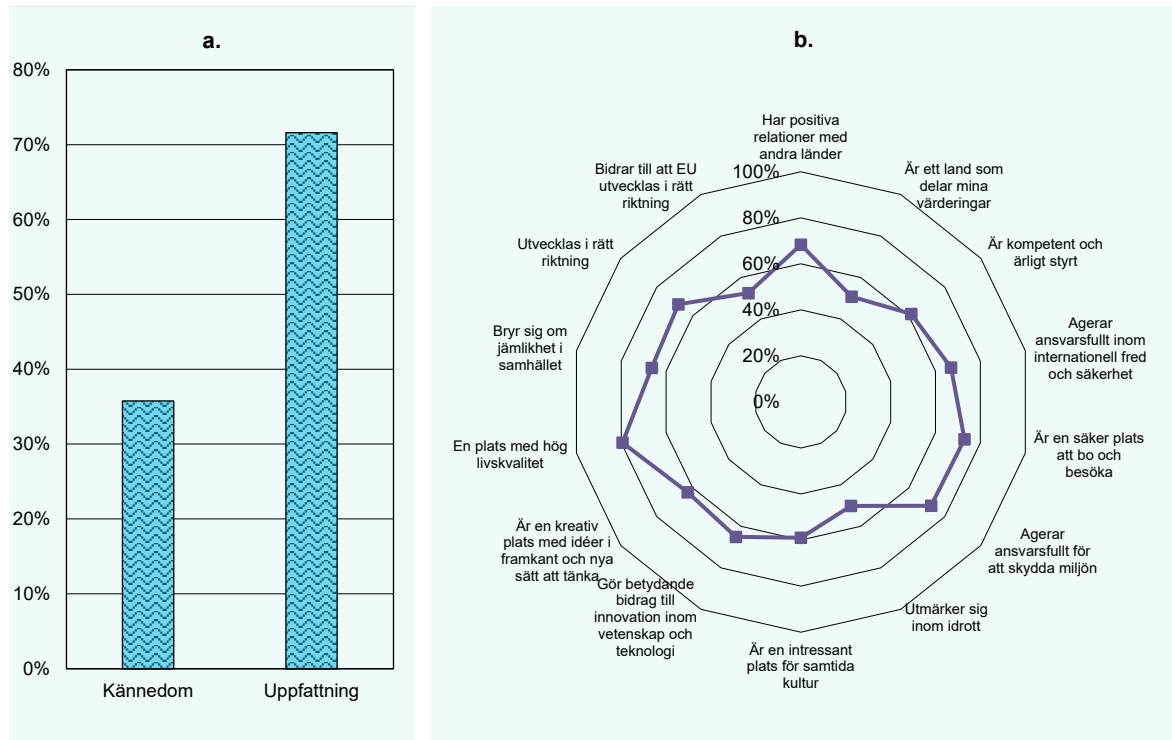 a.
80%
70%
60%
50%
40%
30%
20%
10%
0%
Kännedom
Uppfattning
b.
Har positiva
relationer med
andra länder
Är ett land som
delar mina
värderingar
Är kompetent och
ärligt styrt
Agerar
ansvarsfullt inom
internationell fred
och säkerhet
Är en säker plats
att bo och
besöka
Agerar
ansvarsfullt för
att skydda miljön
Utmärker sig
inom idrott
Är en intressant
plats för samtida
kultur
Gör betydande
bidrag till
innovation inom
vetenskap och
teknologi
Är en kreativ
plats med idéer i
framkant och nya
sätt att tänka
En plats med hög
livskvalitet
Bryr sig om
jämlikhet i
samhället
Utvecklas i rätt
riktning
Bidrar till att EU
utvecklas i rätt
riktning
100%
80%
60%
40%
20%
0%